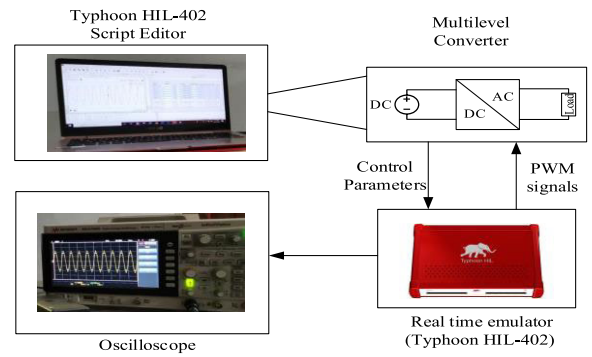 Typhoon HIL-402
Script Editor
Multilevel
Converter
DC
AC
DC
Load
Control
Parameters
PWM
signals
Typhoon HIL
Real time emulator
(Typhoon HIL-402)
Oscilloscope